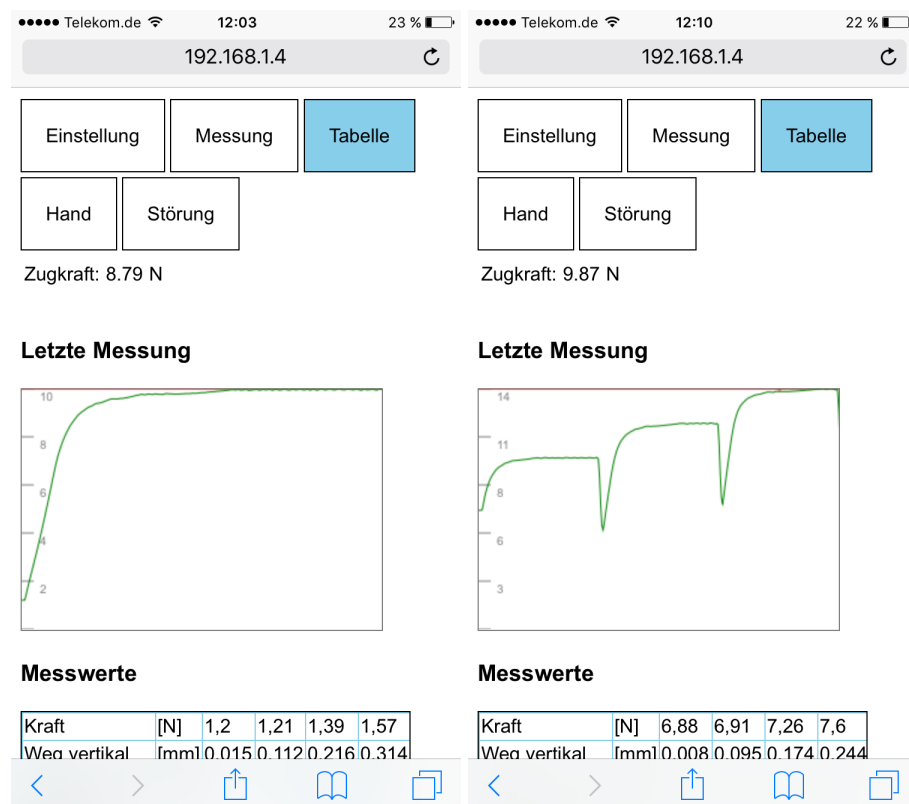 Telekom.de 12:03 23 %
192.168.1.4
Einstellung Messung Tabelle
Hand Störung
Zugkraft: 8.79 N
Letzte Messung
10
8
6
4
2
Messwerte
Kraft [N] 1,2 1,21 1,39 1,57
Weg vertikal [mm] 0,015 0,112 0,216 0,314
Telekom.de 12:10 22 %
192.168.1.4
Einstellung Messung Tabelle
Hand Störung
Zugkraft: 9.87 N
Letzte Messung
14
11
8
6
3
Messwerte
Kraft [N] 6,88 6,91 7,26 7,6
Weg vertikal [mm] 0,008 0,095 0,174 0,244